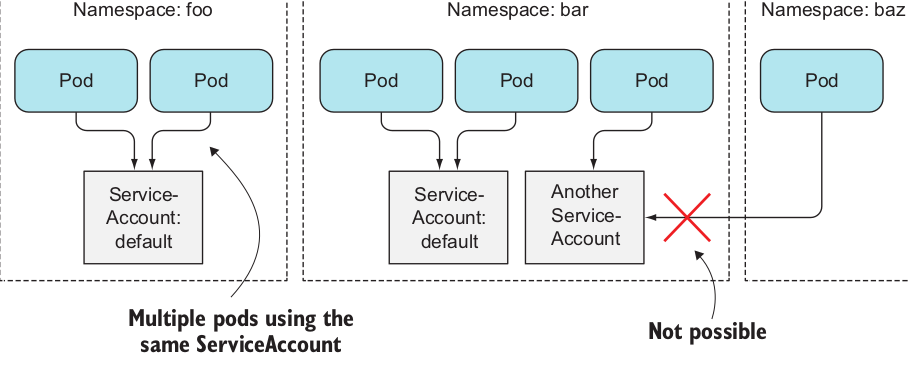 Namespace: foo
Namespace: bar
Namespace: baz
Pod
Pod
Pod
Pod
Pod
Pod
Service-
Account:
default
Service-
Account:
default
Another
Service-
Account
Multiple pods using the
same ServiceAccount
Not possible